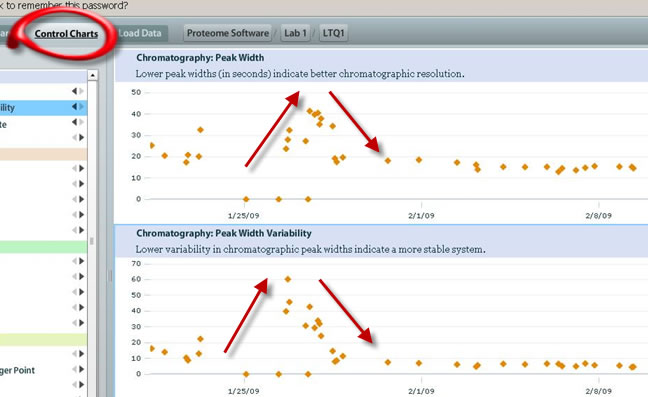 k to remember this password?
Control Charts
Load Data
Proteome Software / Lab 1 / LTQ1
Chromatography: Peak Width
Lower peak widths (in seconds) indicate better chromatographic resolution.
50
40
30
20
10
0
1/25/09 2/1/09 2/8/09
ility
te
Chromatography: Peak Width Variability
Lower variability in chromatographic peak widths indicate a more stable system.
70
60
50
40
30
20
10
0
1/25/09 2/1/09 2/8/09
ger Point